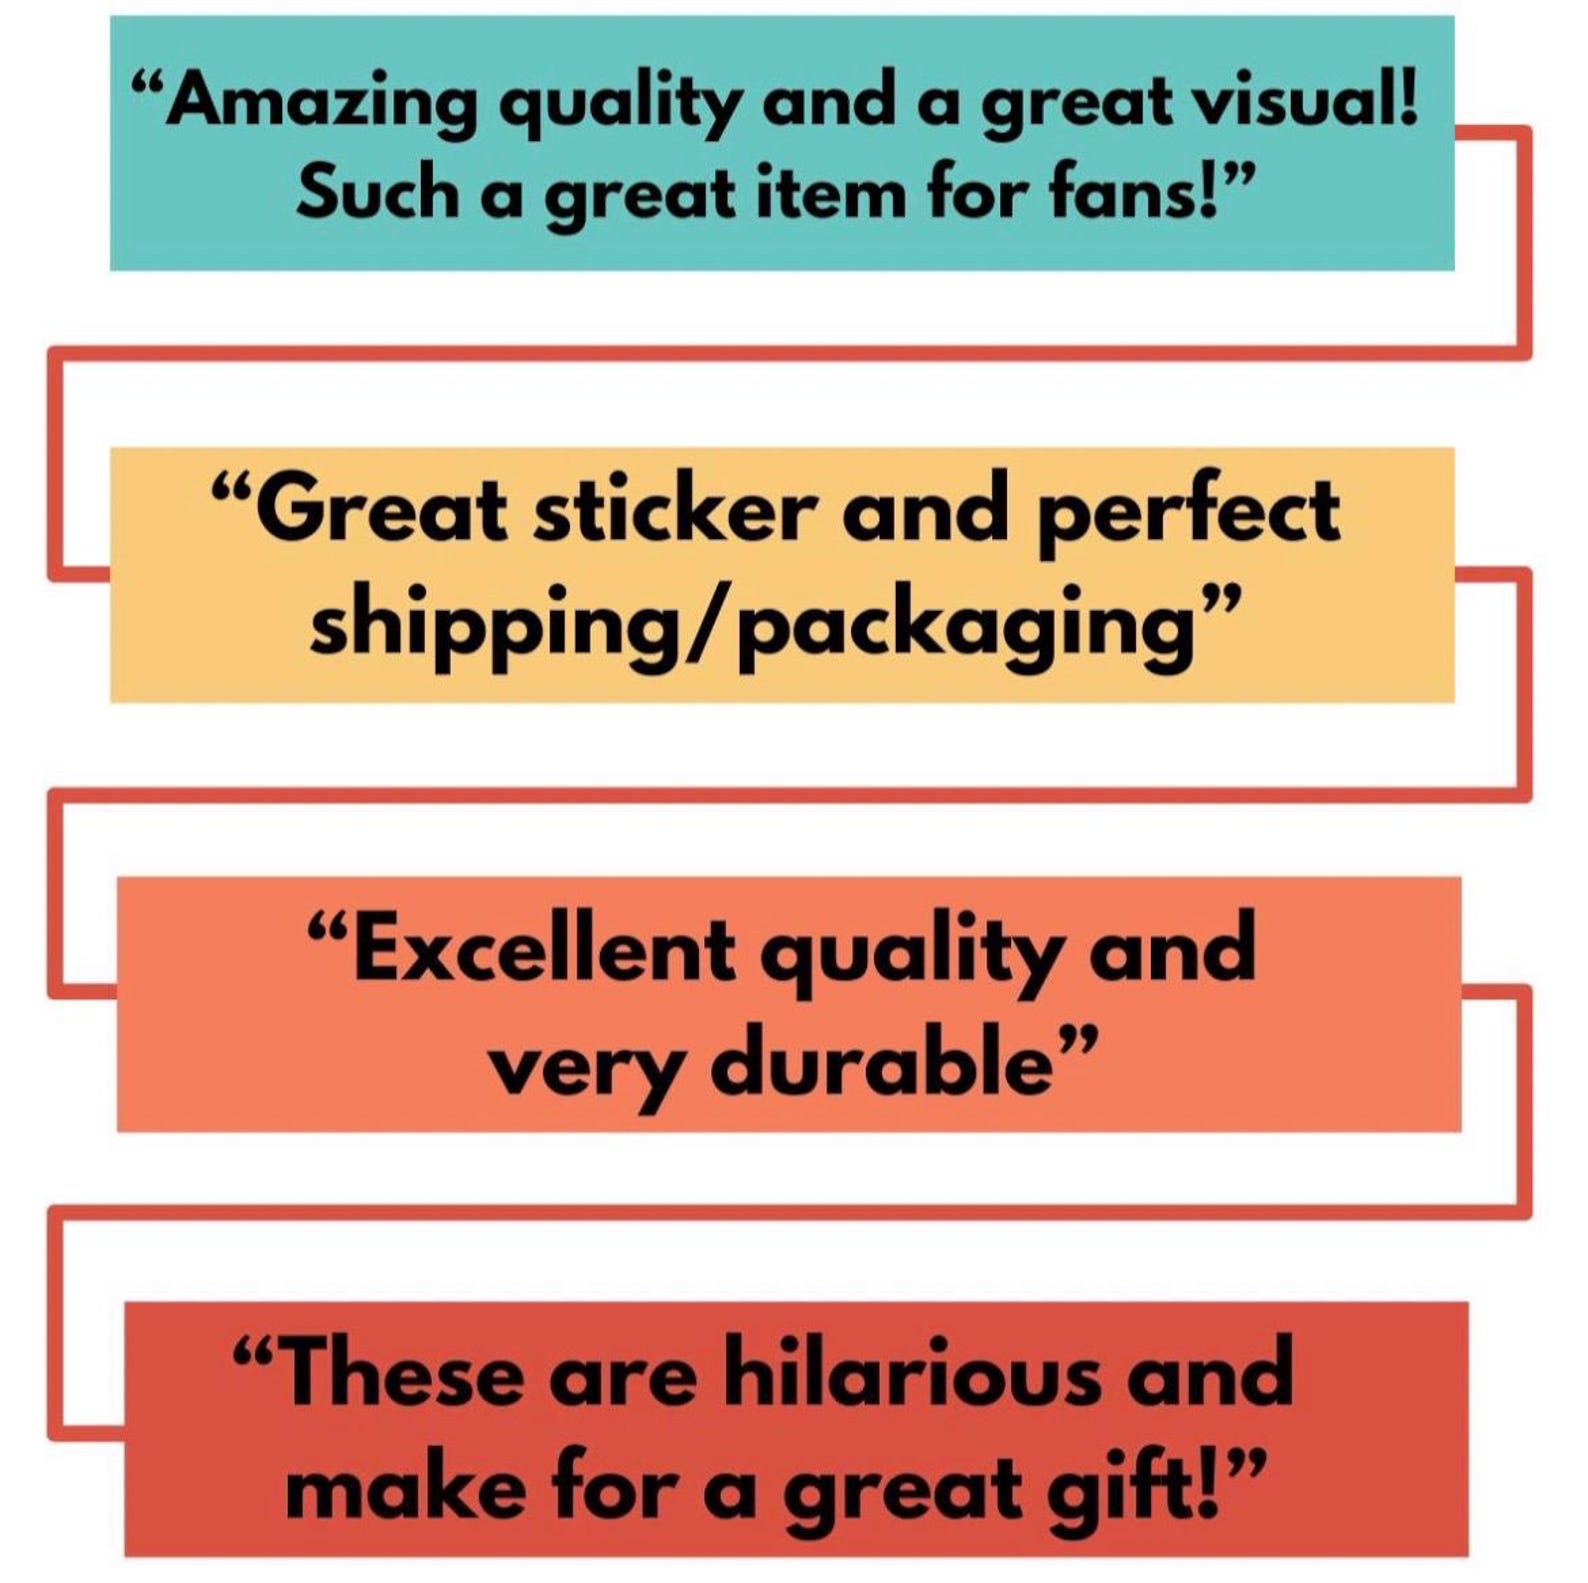 “Amazing quality and a great visual!
Such a great item for fans!”
“Great sticker and perfect
shipping/packaging”
“Excellent quality and
very durable”
“These are hilarious and
make for a great gift!”